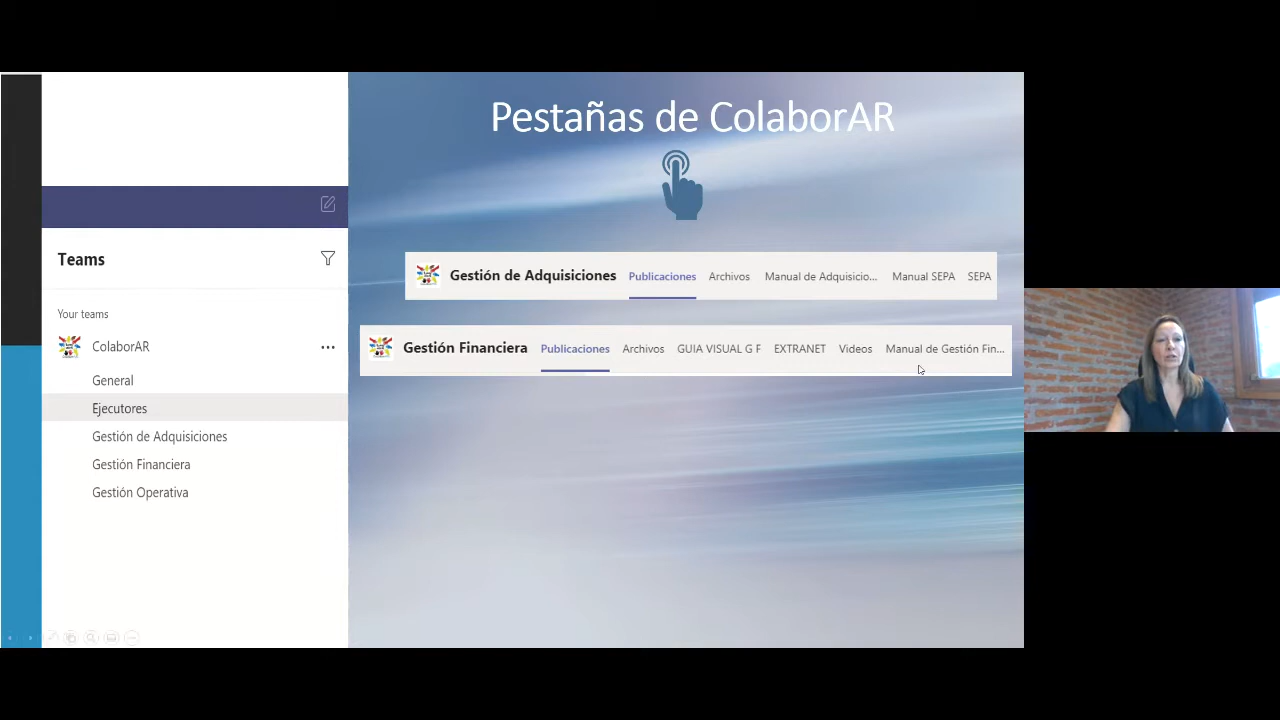 Pestañas de ColaborAR
Teams
Your teams
ColaborAR
General
Ejecutores
Gestión de Adquisiciones
Gestión Financiera
Gestión Operativa
Gestión de Adquisiciones Publicaciones Archivos Manual de Adquisicio... Manual SEPA SEPA
Gestión Financiera Publicaciones Archivos GUIA VISUAL G F EXTRANET Videos Manual de Gestión Fin...